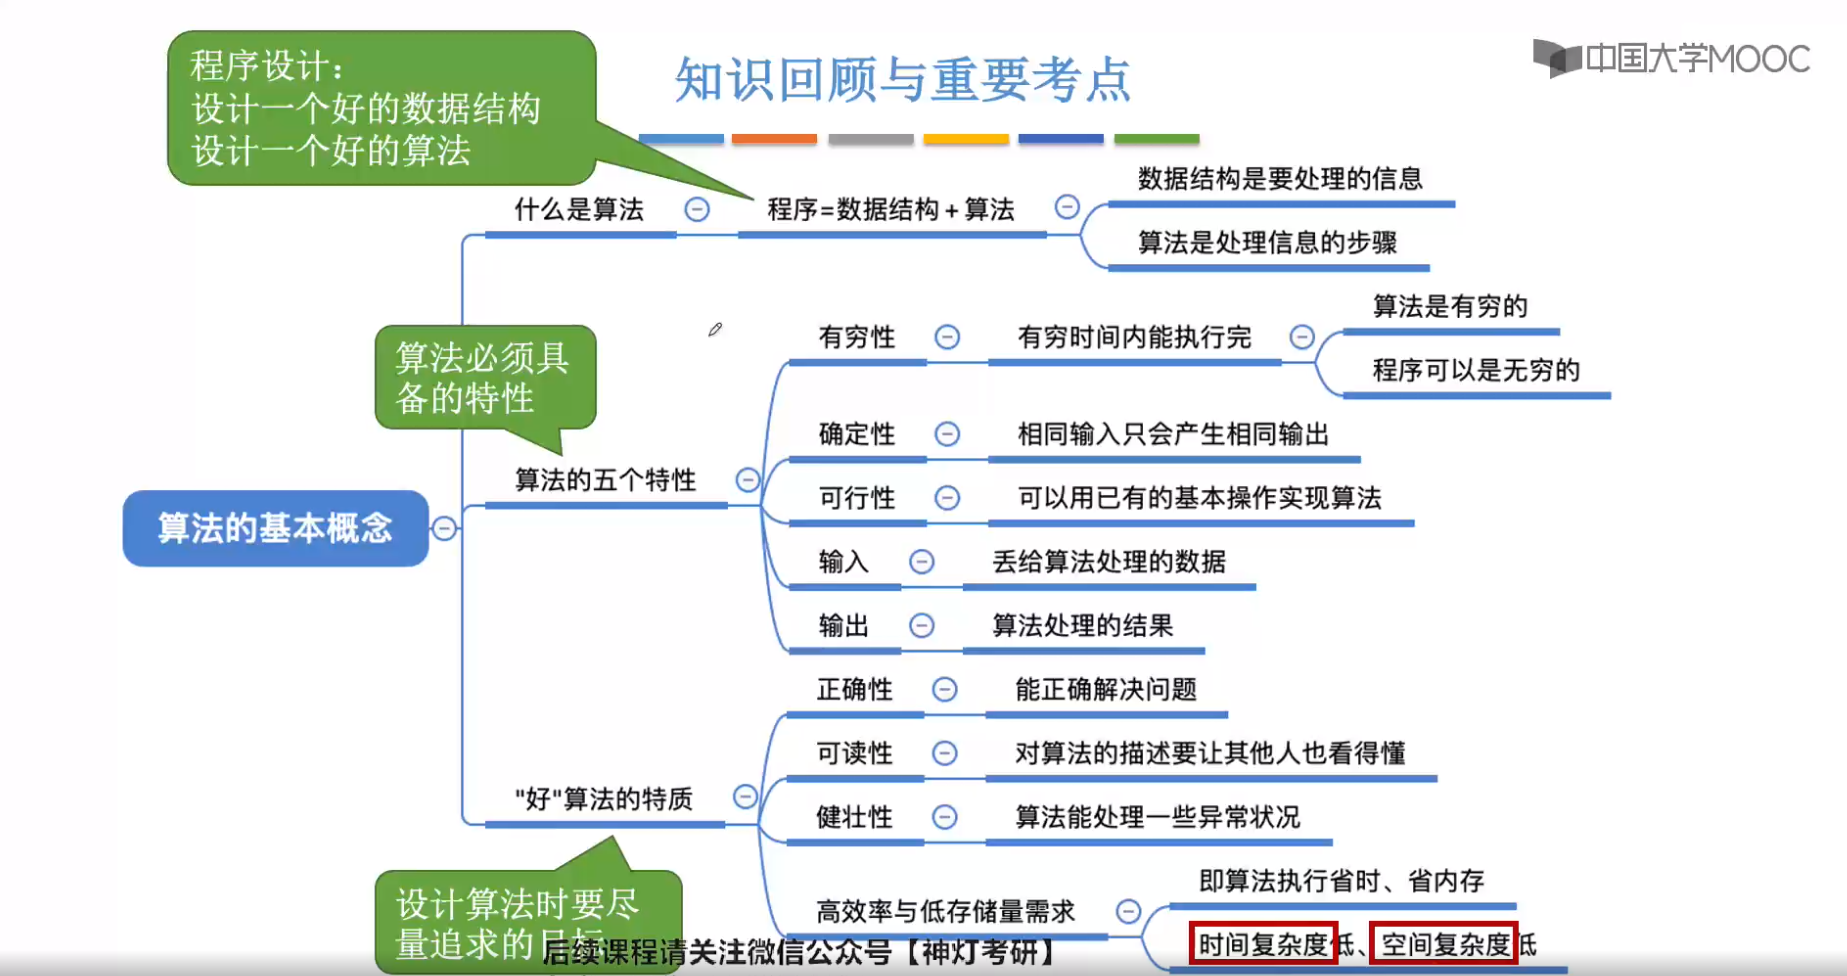 程序设计：
设计一个好的数据结构
设计一个好的算法
知识回顾与重要考点
中国大学MOOC
什么是算法
程序=数据结构+算法
数据结构是要处理的信息
算法是处理信息的步骤
算法必须具
备的特性
算法的基本概念
算法的五个特性
有穷性
有穷时间内能执行完
算法是有穷的
程序可以是无穷的
确定性
相同输入只会产生相同输出
可行性
可以用已有的基本操作实现算法
输入
丢给算法处理的数据
输出
算法处理的结果
"好"算法的特质
正确性
能正确解决问题
可读性
对算法的描述要让其他人也看得懂
健壮性
算法能处理一些异常状况
高效率与低存储量需求
即算法执行省时、省内存
时间复杂度低、空间复杂度低
设计算法时要尽
量追求的目标
后续课程请关注微信公众号【神灯考研】